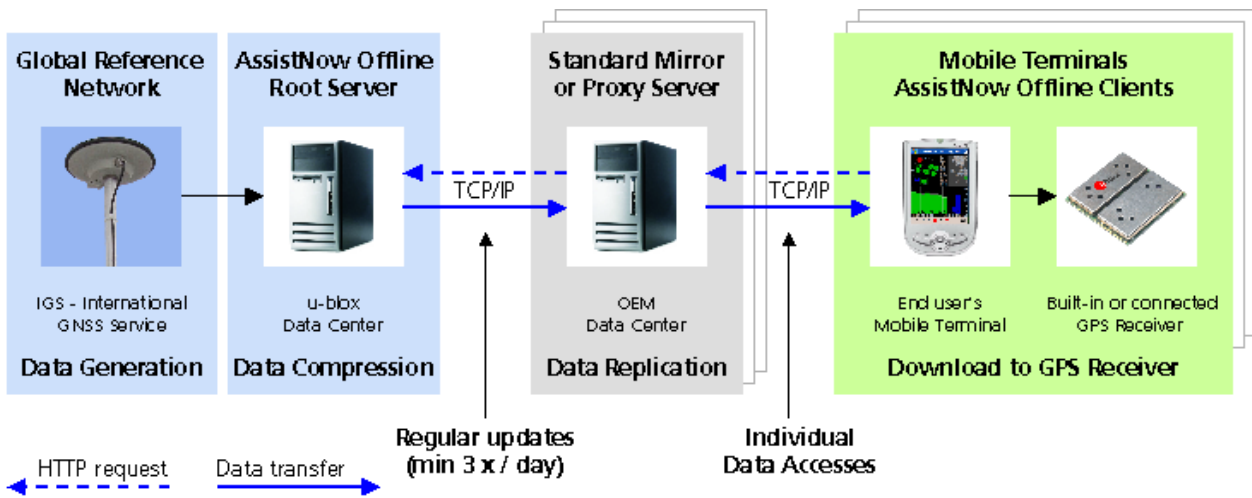 Global Reference
Network
IGS - International
GNSS Service
Data Generation
AssistNow Offline
Root Server
u-blox
Data Center
Data Compression
TCP/IP
Regular updates
(min 3 x / day)
Standard Mirror
or Proxy Server
OEM
Data Center
Data Replication
TCP/IP
Individual
Data Accesses
Mobile Terminals
AssistNow Offline Clients
End user's
Mobile Terminal
Built-in or connected
GPS Receiver
Download to GPS Receiver
HTTP request
Data transfer